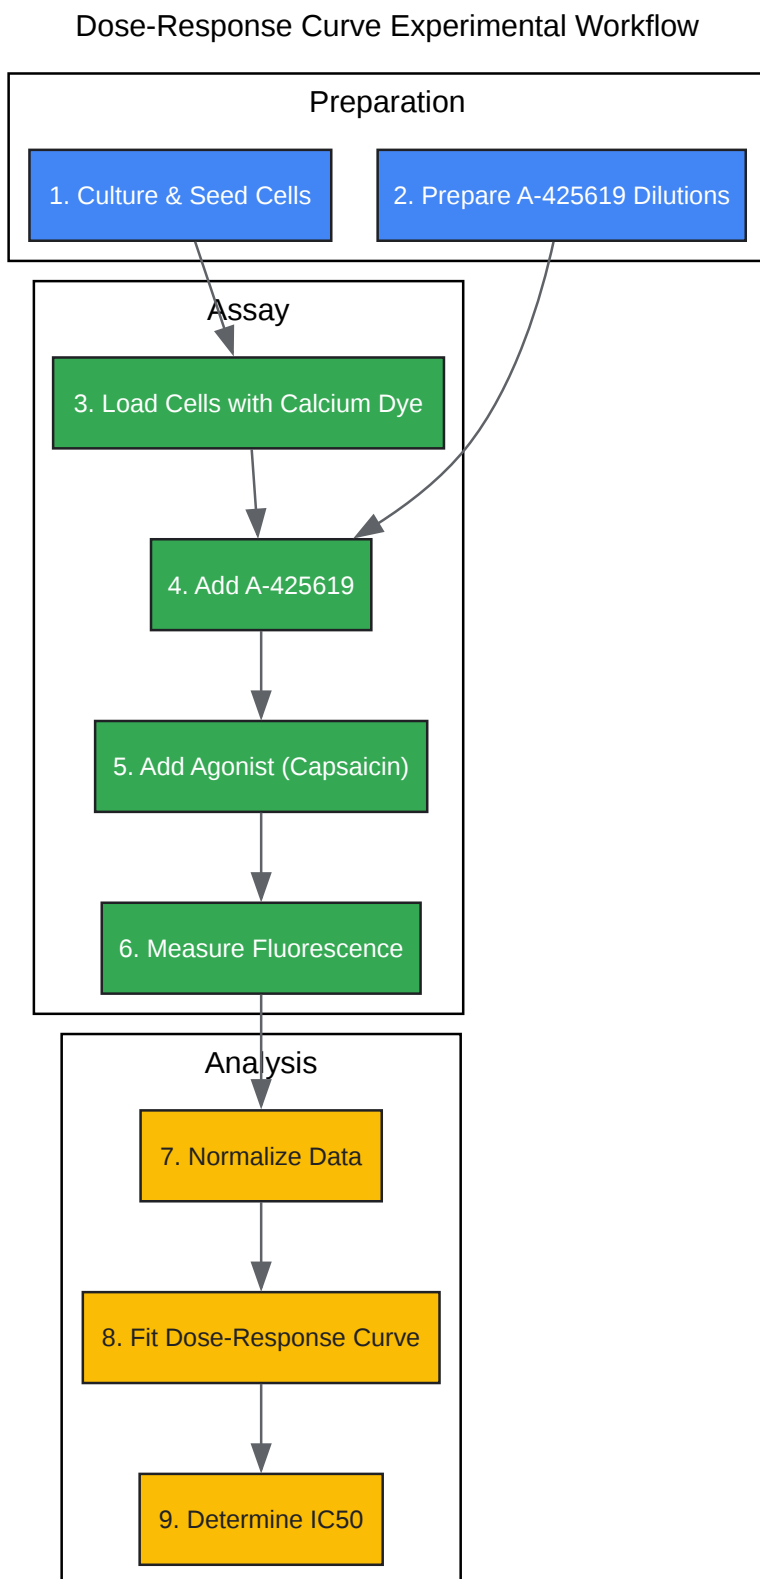 Dose-Response Curve Experimental Workflow
Preparation
1. Culture & Seed Cells
2. Prepare A-425619 Dilutions
Assay
3. Load Cells with Calcium Dye
4. Add A-425619
5. Add Agonist (Capsaicin)
6. Measure Fluorescence
Analysis
7. Normalize Data
8. Fit Dose-Response Curve
9. Determine IC50